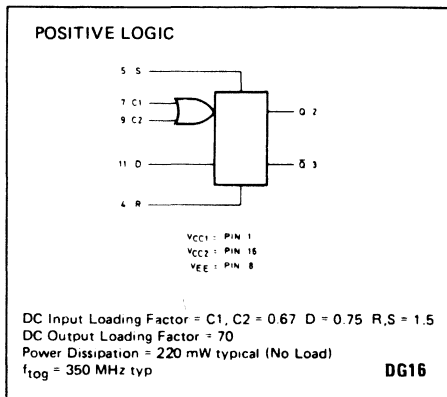 POSITIVE LOGIC
5 S
7 C1
9 C2
Q 2
11 D
Q̅ 3
4 R
VCC1 = PIN 1
VCC2 = PIN 16
VEE = PIN 8
DC Input Loading Factor = C1, C2 = 0.67 D = 0.75 R,S = 1.5
DC Output Loading Factor = 70
Power Dissipation = 220 mW typical (No Load)
ftog = 350 MHz typ
DG16